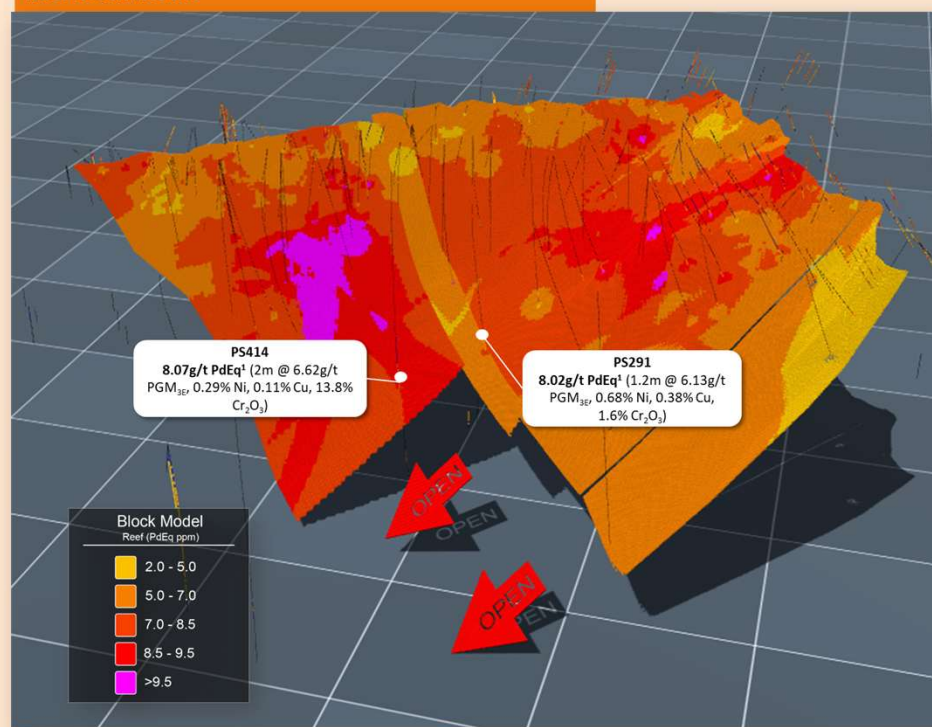 PS414
8.07g/t PdEq¹ (2m @ 6.62g/t
PGM₃E, 0.29% Ni, 0.11% Cu, 13.8%
Cr₂O₃)
PS291
8.02g/t PdEq¹ (1.2m @ 6.13g/t
PGM₃E, 0.68% Ni, 0.38% Cu,
1.6% Cr₂O₃)
OPEN
OPEN
OPEN
OPEN
Block Model
Reef (PdEq ppm)
2.0 - 5.0
5.0 - 7.0
7.0 - 8.5
8.5 - 9.5
>9.5